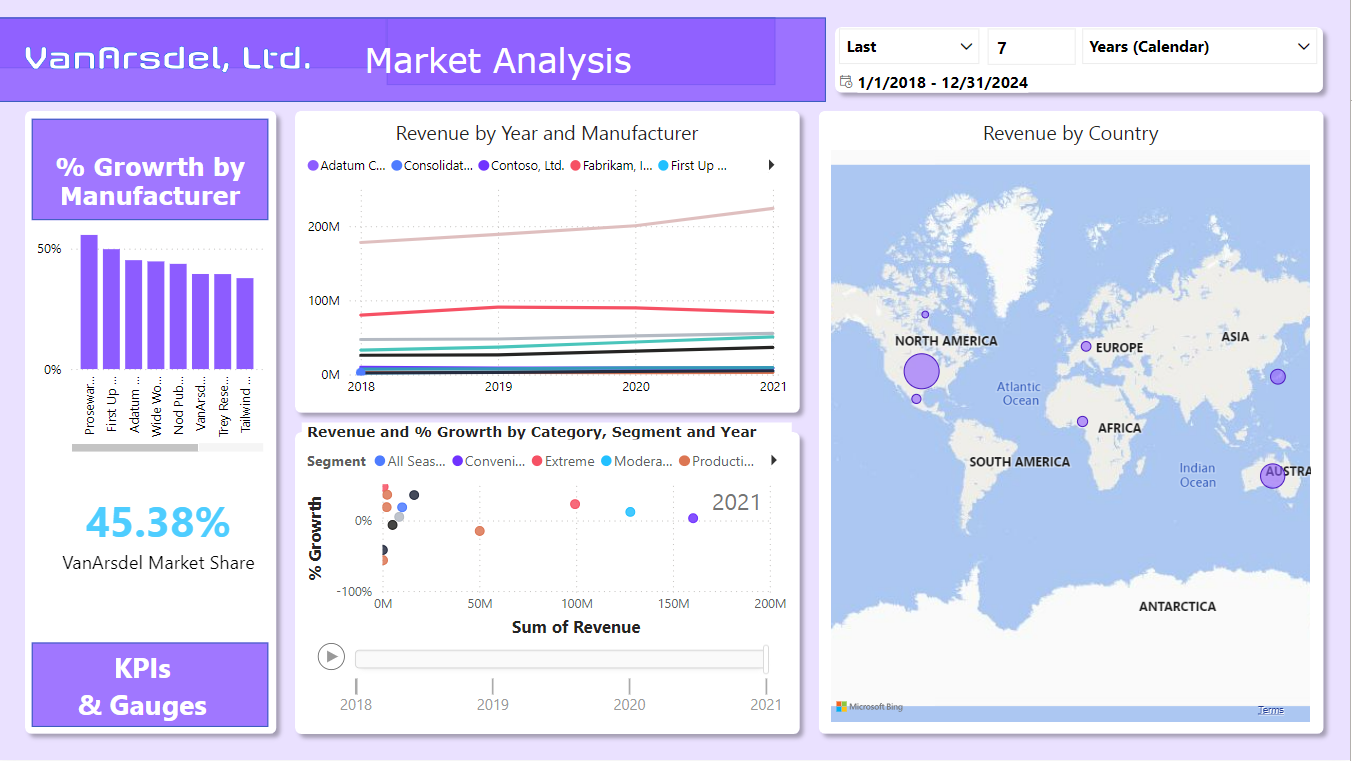 VanArsdel, Ltd.
Market Analysis
Last
7
Years (Calendar)
1/1/2018 - 12/31/2024
% Growrth by
Manufacturer
50%
0%
Prosewar...
First Up ...
Adatum ...
Wide Wo...
Nod Pub...
VanArsd...
Trey Rese...
Tailwind ...
45.38%
VanArsdel Market Share
KPIs
& Gauges
Revenue by Year and Manufacturer
Adatum C... Consolidat... Contoso, Ltd. Fabrikam, I... First Up ...
200M
100M
0M
2018 2019 2020 2021
Revenue and % Growrth by Category, Segment and Year
Segment All Seas... Conveni... Extreme Modera... Producti...
2021
% Growrth
0%
-100%
0M 50M 100M 150M 200M
Sum of Revenue
2018 2019 2020 2021
Revenue by Country
NORTH AMERICA
EUROPE
ASIA
Atlantic
Ocean
AFRICA
SOUTH AMERICA
Indian
Ocean
AUSTRA
ANTARCTICA
Microsoft Bing
Terms